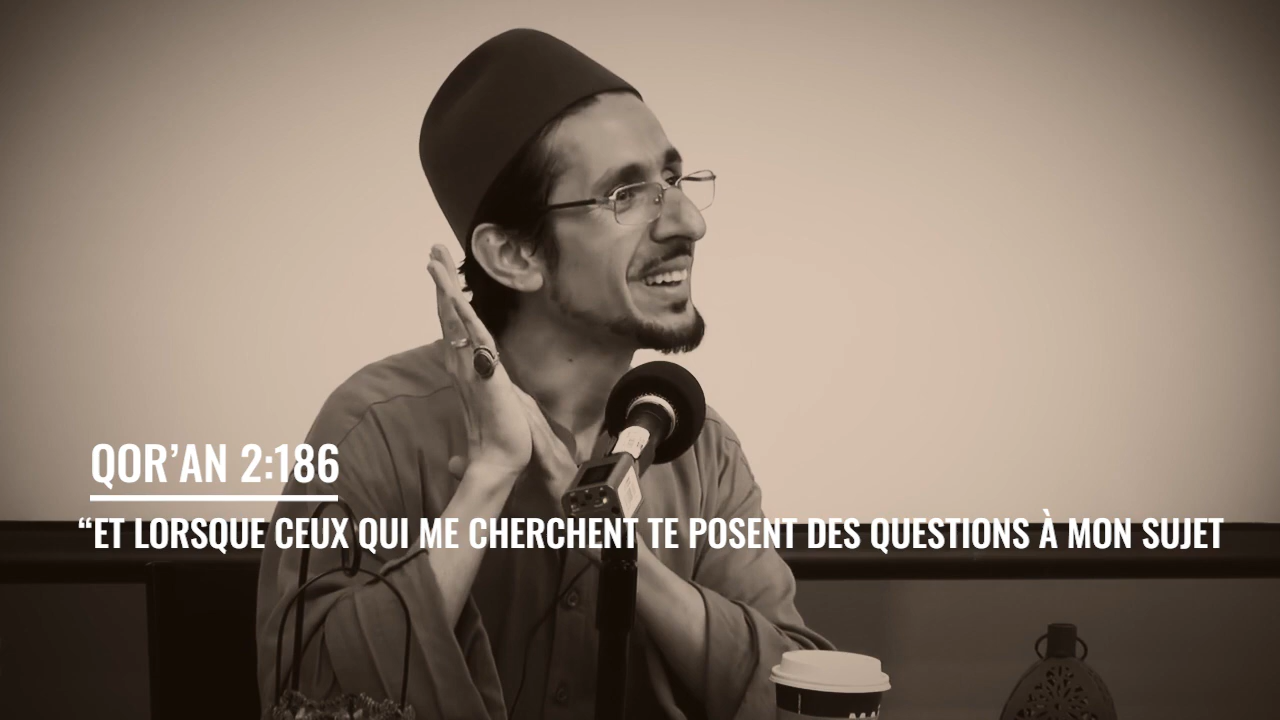 QOR’AN 2:186
“ET LORSQUE CEUX QUI ME CHERCHENT TE POSENT DES QUESTIONS À MON SUJET